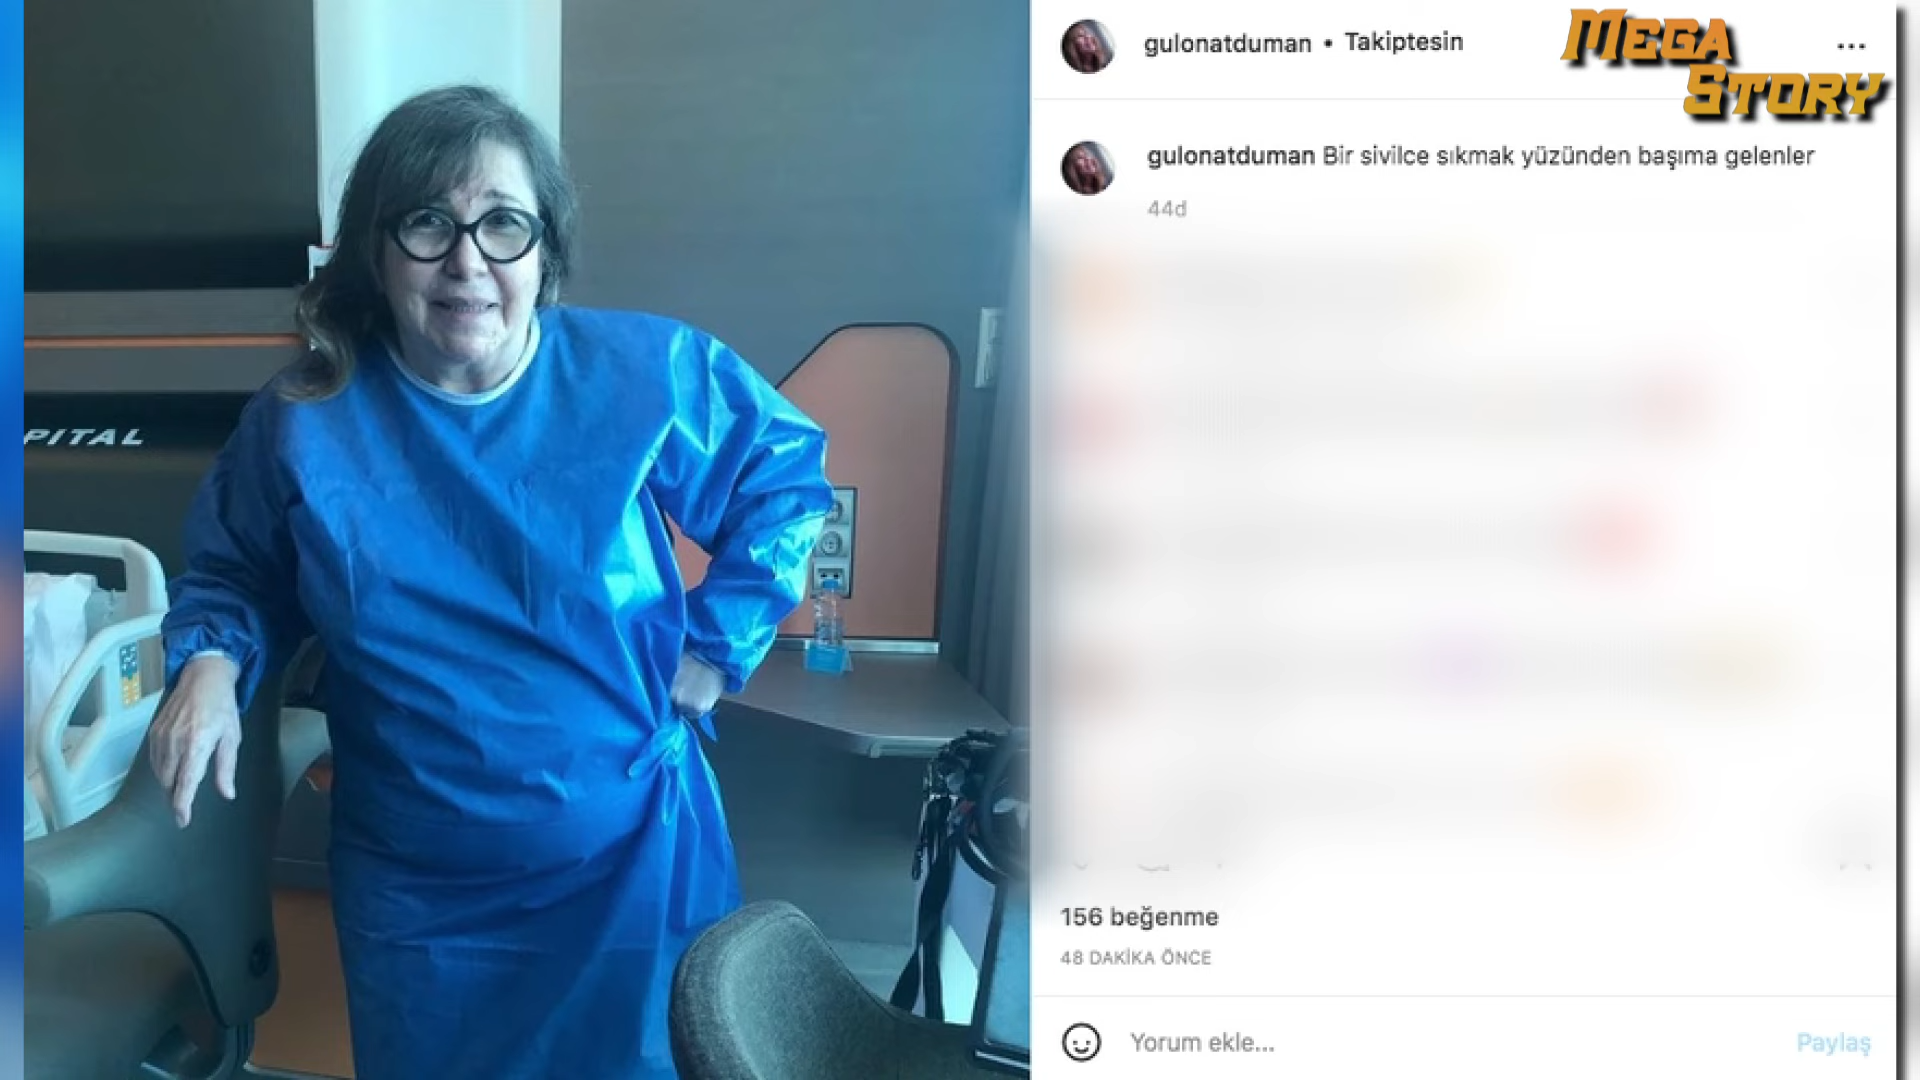 MEGA
STORY
gulonatduman • Takiptesin
gulonatduman Bir sivilce sıkmak yüzünden başıma gelenler
44d
PITAL
156 beğenme
48 DAKİKA ÖNCE
Yorum ekle...
Paylaş